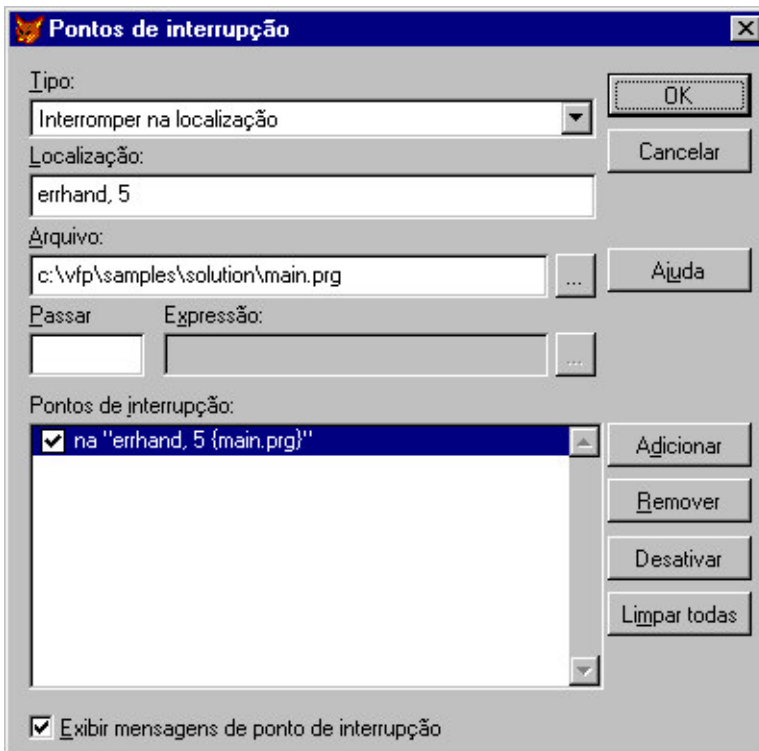 Pontos de interrupção
Tipo:
OK
Interromper na localização
Cancelar
Localização:
errhand, 5
Arquivo:
c:\vfp\samples\solution\main.prg
...
Ajuda
Passar Expressão:
...
Pontos de interrupção:
na "errhand, 5 {main.prg}"
Adicionar
Remover
Desativar
Limpar todas
Exibir mensagens de ponto de interrupção